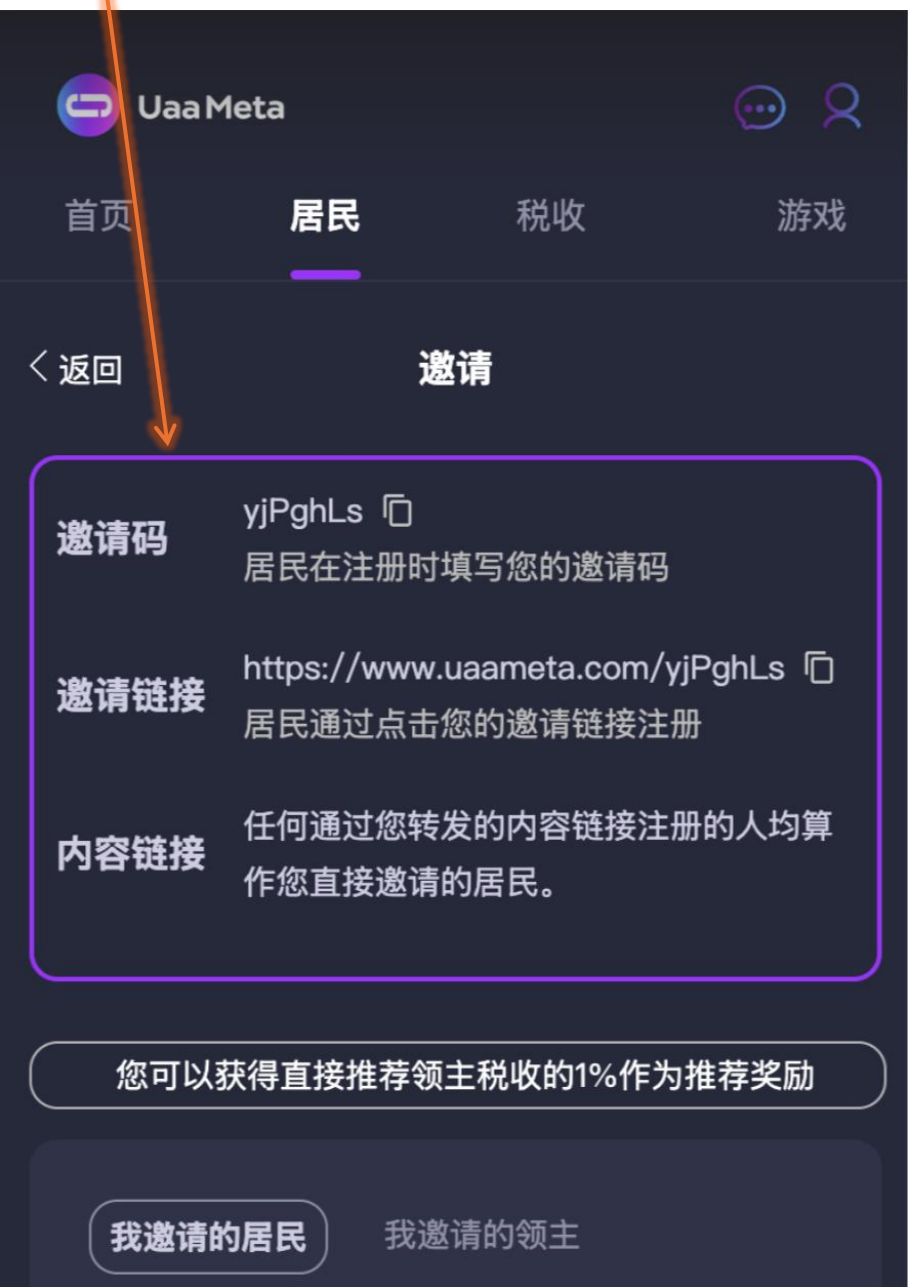 Uaa Meta
首页 居民 税收 游戏
返回 邀请
邀请码 yjPghLs
居民在注册时填写您的邀请码
邀请链接 https://www.uaameta.com/yjPghLs
居民通过点击您的邀请链接注册
内容链接 任何通过您转发的内容链接注册的人均算
作您直接邀请的居民。
您可以获得直接推荐领主税收的1%作为推荐奖励
我邀请的居民 我邀请的领主